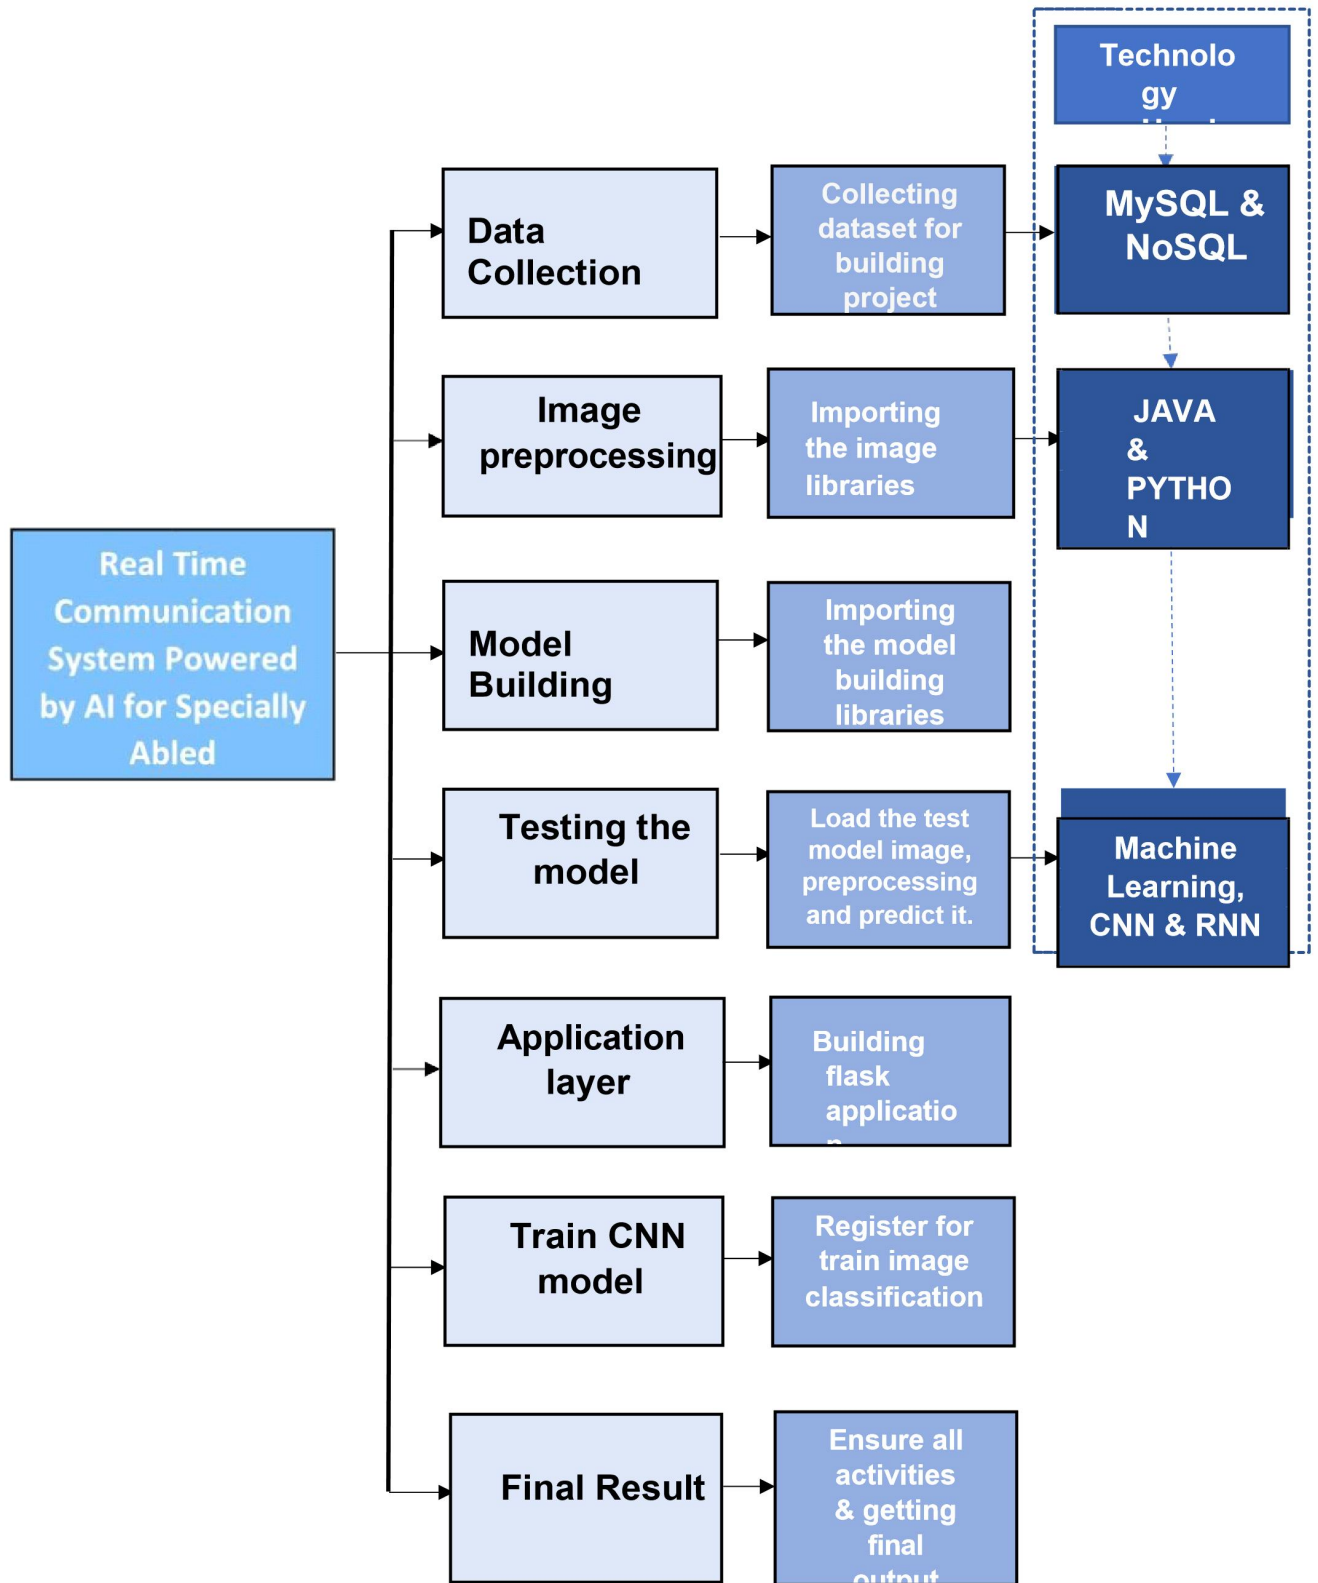 Technolo
gy
Data
Collection
Collecting
dataset for
building
project
MySQL &
NoSQL
Image
preprocessing
Importing
the image
libraries
JAVA
&
PYTHO
N
Real Time
Communication
System Powered
by AI for Specially
Abled
Model
Building
Importing
the model
building
libraries
Testing the
model
Load the test
model image,
preprocessing
and predict it.
Machine
Learning,
CNN & RNN
Application
layer
Building
flask
applicatio
n
Train CNN
model
Register for
train image
classification
Final Result
Ensure all
activities
& getting
final
output